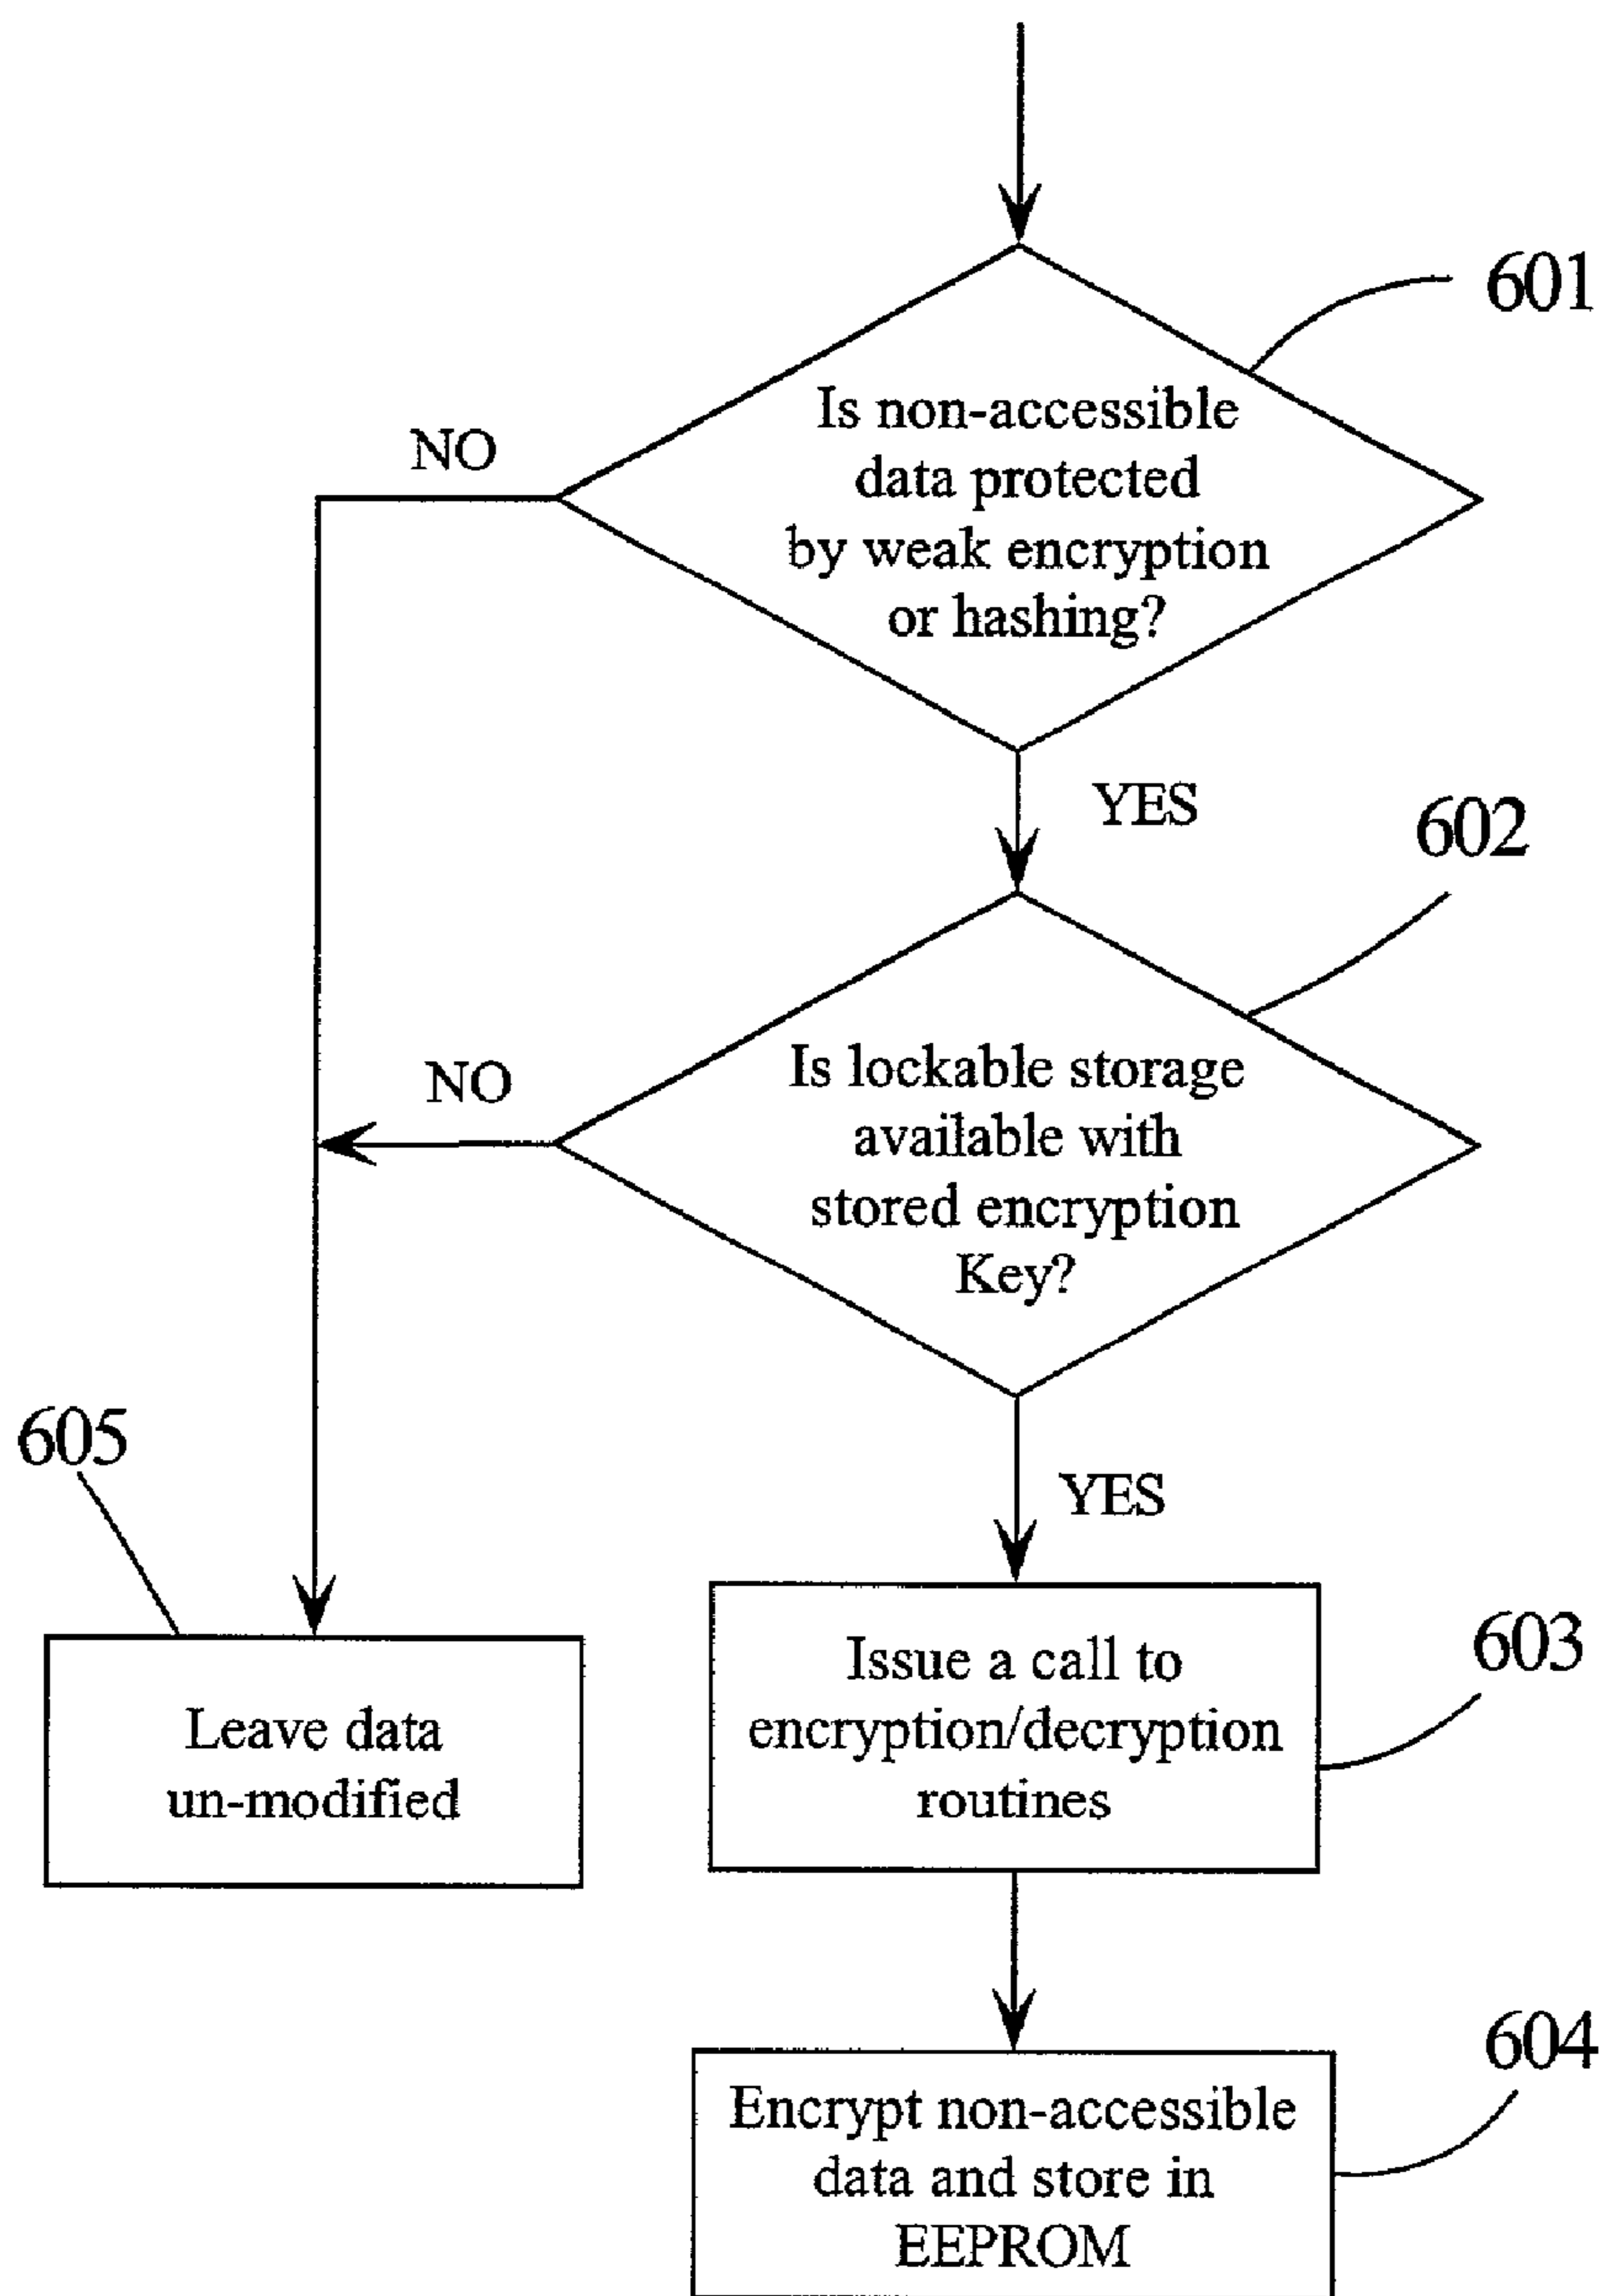 601
Is non-accessible
data protected
by weak encryption
or hashing?
NO
YES
602
Is lockable storage
available with
stored encryption
Key?
NO
YES
605
Leave data
un-modified
603
Issue a call to
encryption/decryption
routines
604
Encrypt non-accessible
data and store in
EEPROM